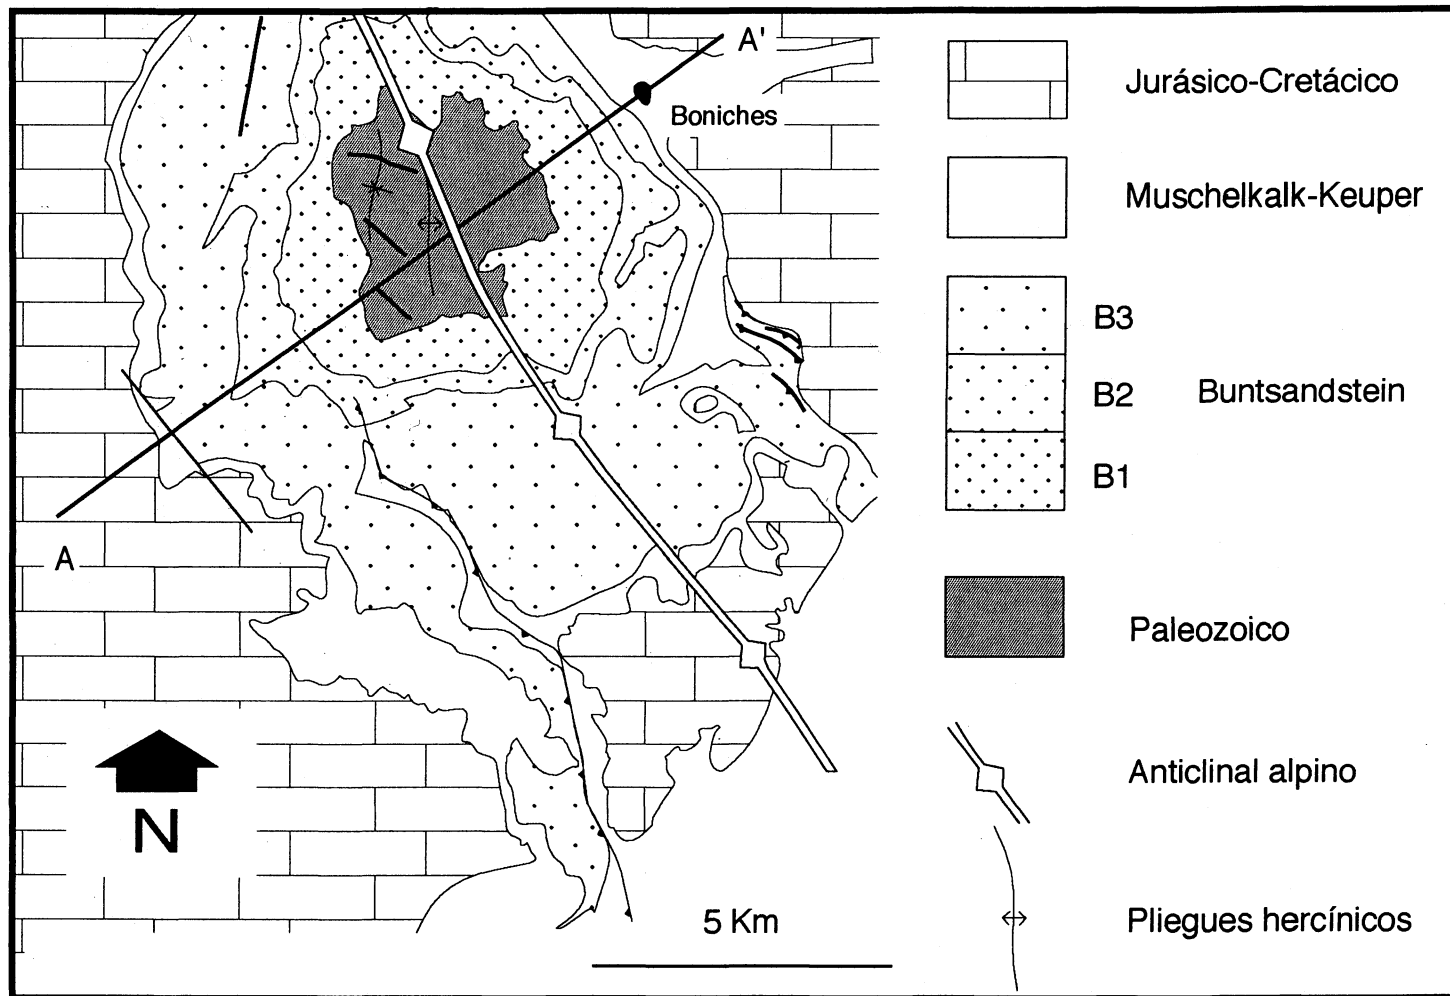 A'
Boniches
A
N
5 Km
Jurásico-Cretácico
Muschelkalk-Keuper
B3
B2
Buntsandstein
B1
Paleozoico
Anticlinal alpino
Pliegues hercínicos